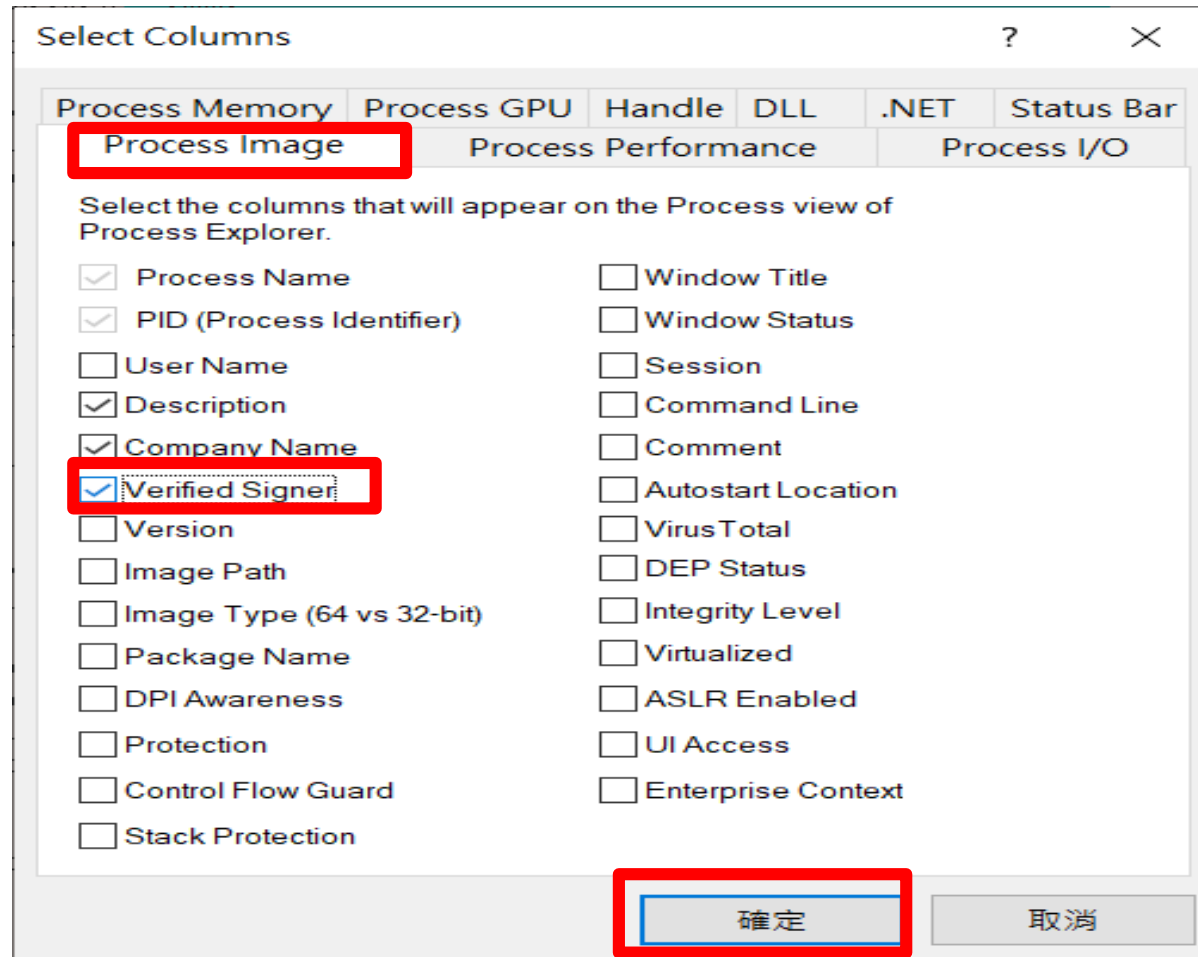 Select Columns
Process Memory Process GPU Handle DLL .NET Status Bar
Process Image Process Performance Process I/O
Select the columns that will appear on the Process view of
Process Explorer.
Process Name
PID (Process Identifier)
User Name
Description
Company Name
Verified Signer
Version
Image Path
Image Type (64 vs 32-bit)
Package Name
DPI Awareness
Protection
Control Flow Guard
Stack Protection
Window Title
Window Status
Session
Command Line
Comment
Autostart Location
VirusTotal
DEP Status
Integrity Level
Virtualized
ASLR Enabled
UI Access
Enterprise Context
確定 取消